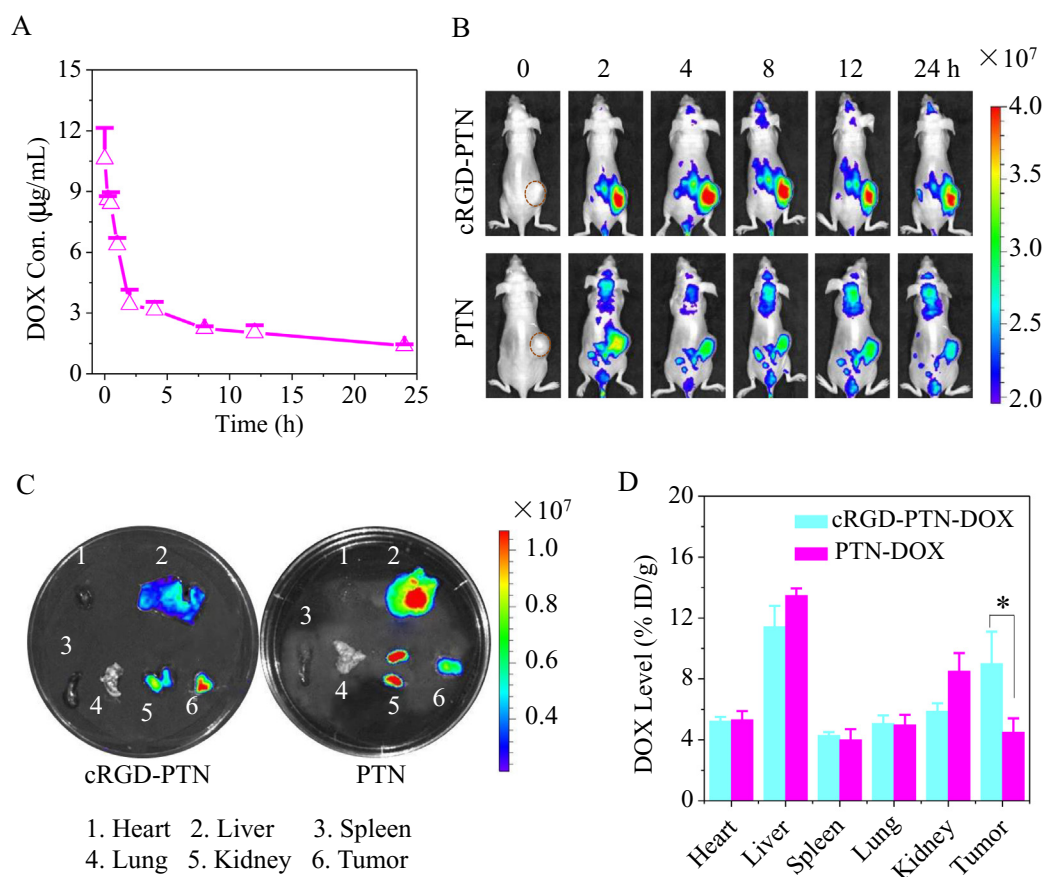 A
DOX Con. (μg/mL)
15
12
9
6
3
0
0 5 10 15 20 25
Time (h)
B
0 2 4 8 12 24 h
×10⁷
cRGD-PTN
PTN
4.0
3.5
3.0
2.5
2.0
C
1 2
3
4 5 6
cRGD-PTN
1 2
3
4 5 6
PTN
×10⁷
1.0
0.8
0.6
0.4
1. Heart 2. Liver 3. Spleen
4. Lung 5. Kidney 6. Tumor
D
DOX Level (% ID/g)
20
16
12
8
4
0
cRGD-PTN-DOX
PTN-DOX
*
Heart Liver Spleen Lung Kidney Tumor